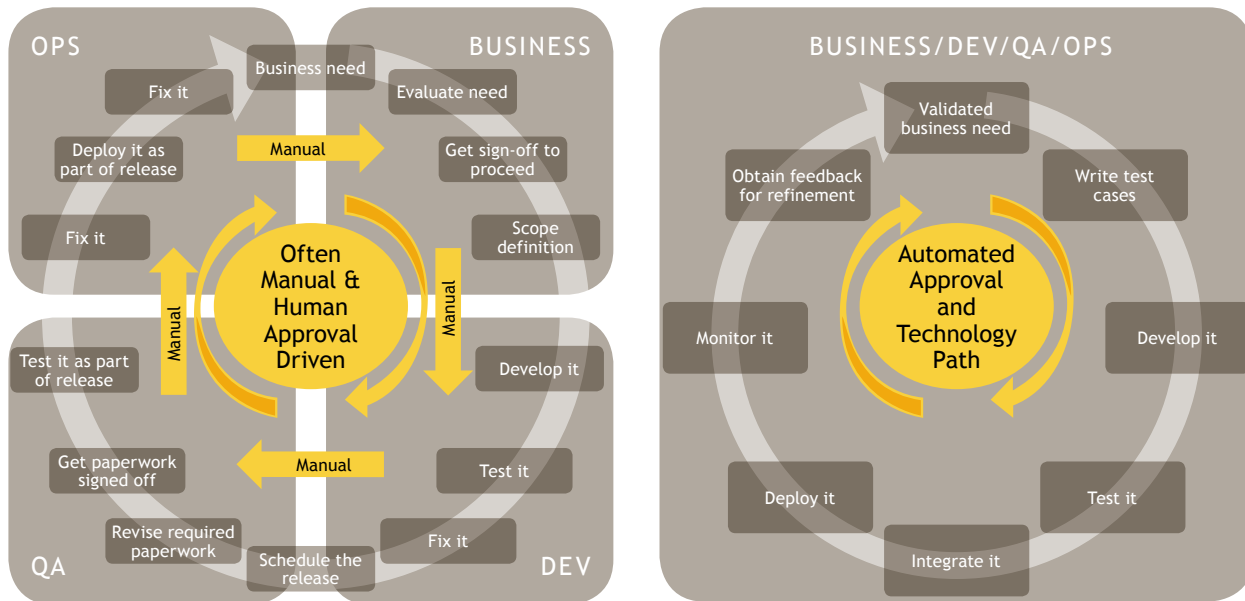 OPS
BUSINESS
Business need
Evaluate need
Get sign-off to
proceed
Scope
definition
Develop it
Test it
Fix it
Schedule the
release
Revise required
paperwork
Get paperwork
signed off
Test it as part
of release
Fix it
Deploy it as
part of release
Fix it
Manual
Manual
Manual
Manual
Often
Manual &
Human
Approval
Driven
QA
DEV
BUSINESS/DEV/QA/OPS
Validated
business need
Write test
cases
Develop it
Test it
Integrate it
Deploy it
Monitor it
Obtain feedback
for refinement
Automated
Approval
and
Technology
Path